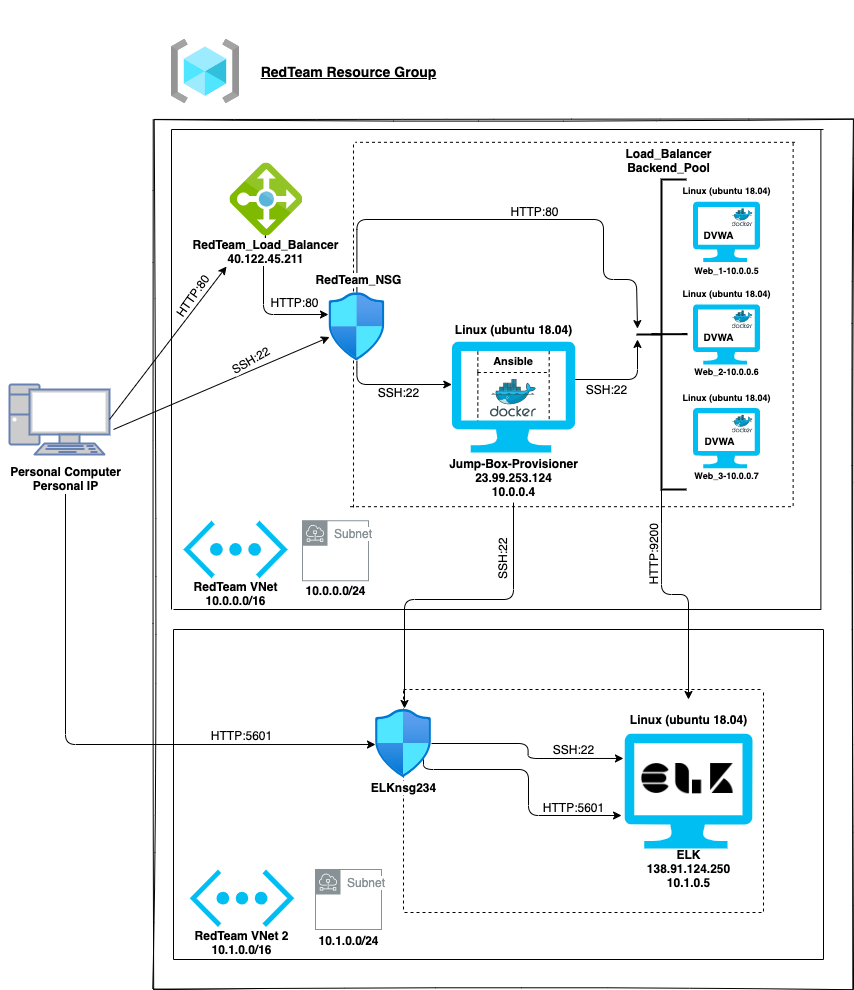 RedTeam Resource Group
Load_Balancer
Backend_Pool
Linux (ubuntu 18.04)
docker
DVWA
Web_1-10.0.0.5
HTTP:80
RedTeam_Load_Balancer
40.122.45.211
HTTP:80
RedTeam_NSG
HTTP:80
SSH:22
Linux (ubuntu 18.04)
docker
DVWA
Web_2-10.0.0.6
Linux (ubuntu 18.04)
Ansible
docker
SSH:22
SSH:22
Jump-Box-Provisioner
23.99.253.124
10.0.0.4
Linux (ubuntu 18.04)
docker
DVWA
Web_3-10.0.0.7
Personal Computer
Personal IP
RedTeam VNet
10.0.0.0/16
Subnet
10.0.0.0/24
SSH:22
HTTP:9200
HTTP:5601
ELKnsg234
SSH:22
HTTP:5601
Linux (ubuntu 18.04)
ELK
ELK
138.91.124.250
10.1.0.5
RedTeam VNet 2
10.1.0.0/16
Subnet
10.1.0.0/24